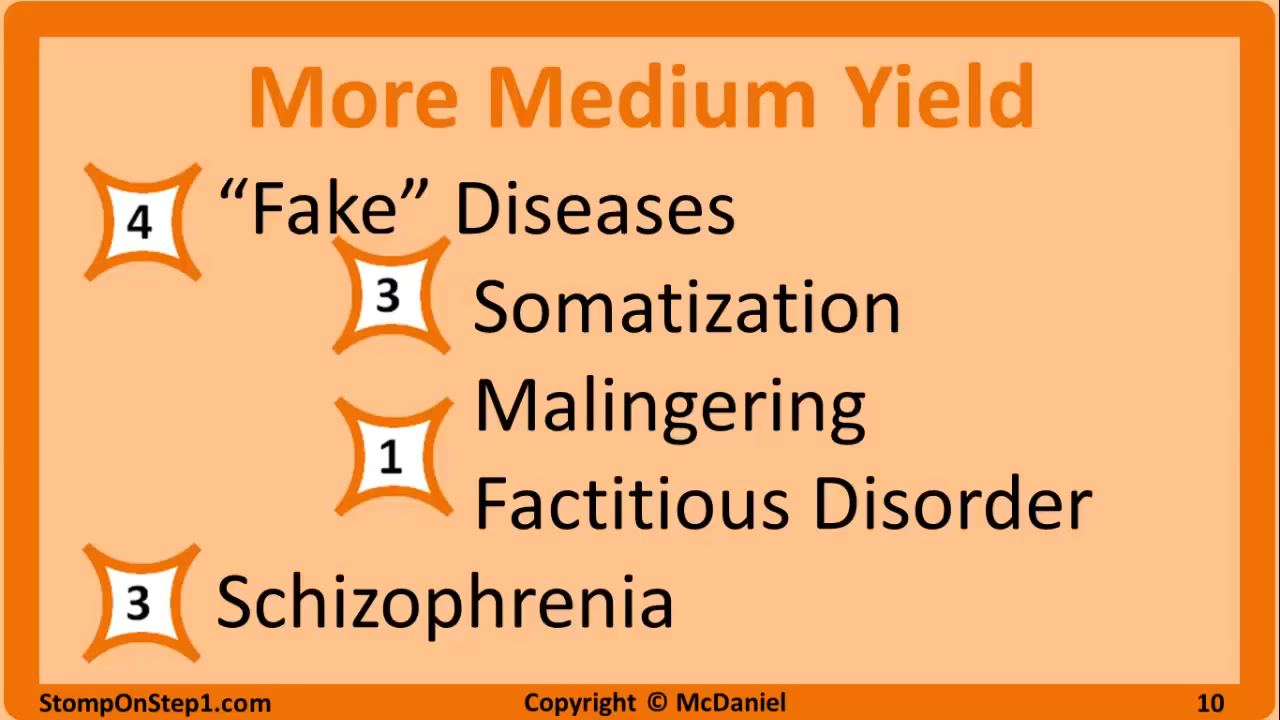 More Medium Yield
4 “Fake” Diseases
3 Somatization
Malingering
1
Factitious Disorder
3 Schizophrenia
StompOnStep1.com Copyright © McDaniel 10